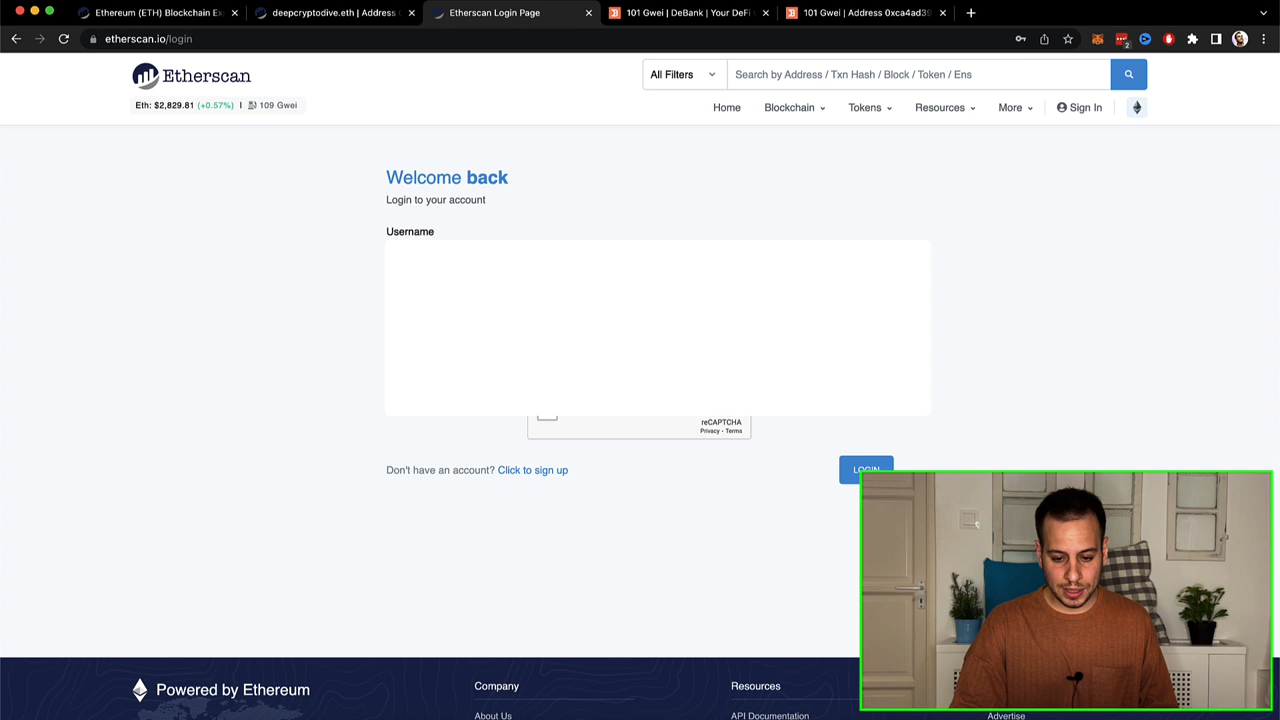 Ethereum (ETH) Blockchain Ex
deepcryptodive.eth | Address
Etherscan Login Page
101 Gwei | DeBank | Your DeFi
101 Gwei | Address 0xca4ad39
etherscan.io/login
2
Etherscan
All Filters
Search by Address / Txn Hash / Block / Token / Ens
Eth: $2,829.81 (+0.57%) | 109 Gwei
Home
Blockchain
Tokens
Resources
More
Sign In
Welcome back
Login to your account
Username
reCAPTCHA
Privacy - Terms
Don't have an account? Click to sign up
LOGIN
Powered by Ethereum
Company
Resources
About Us
API Documentation
Advertise